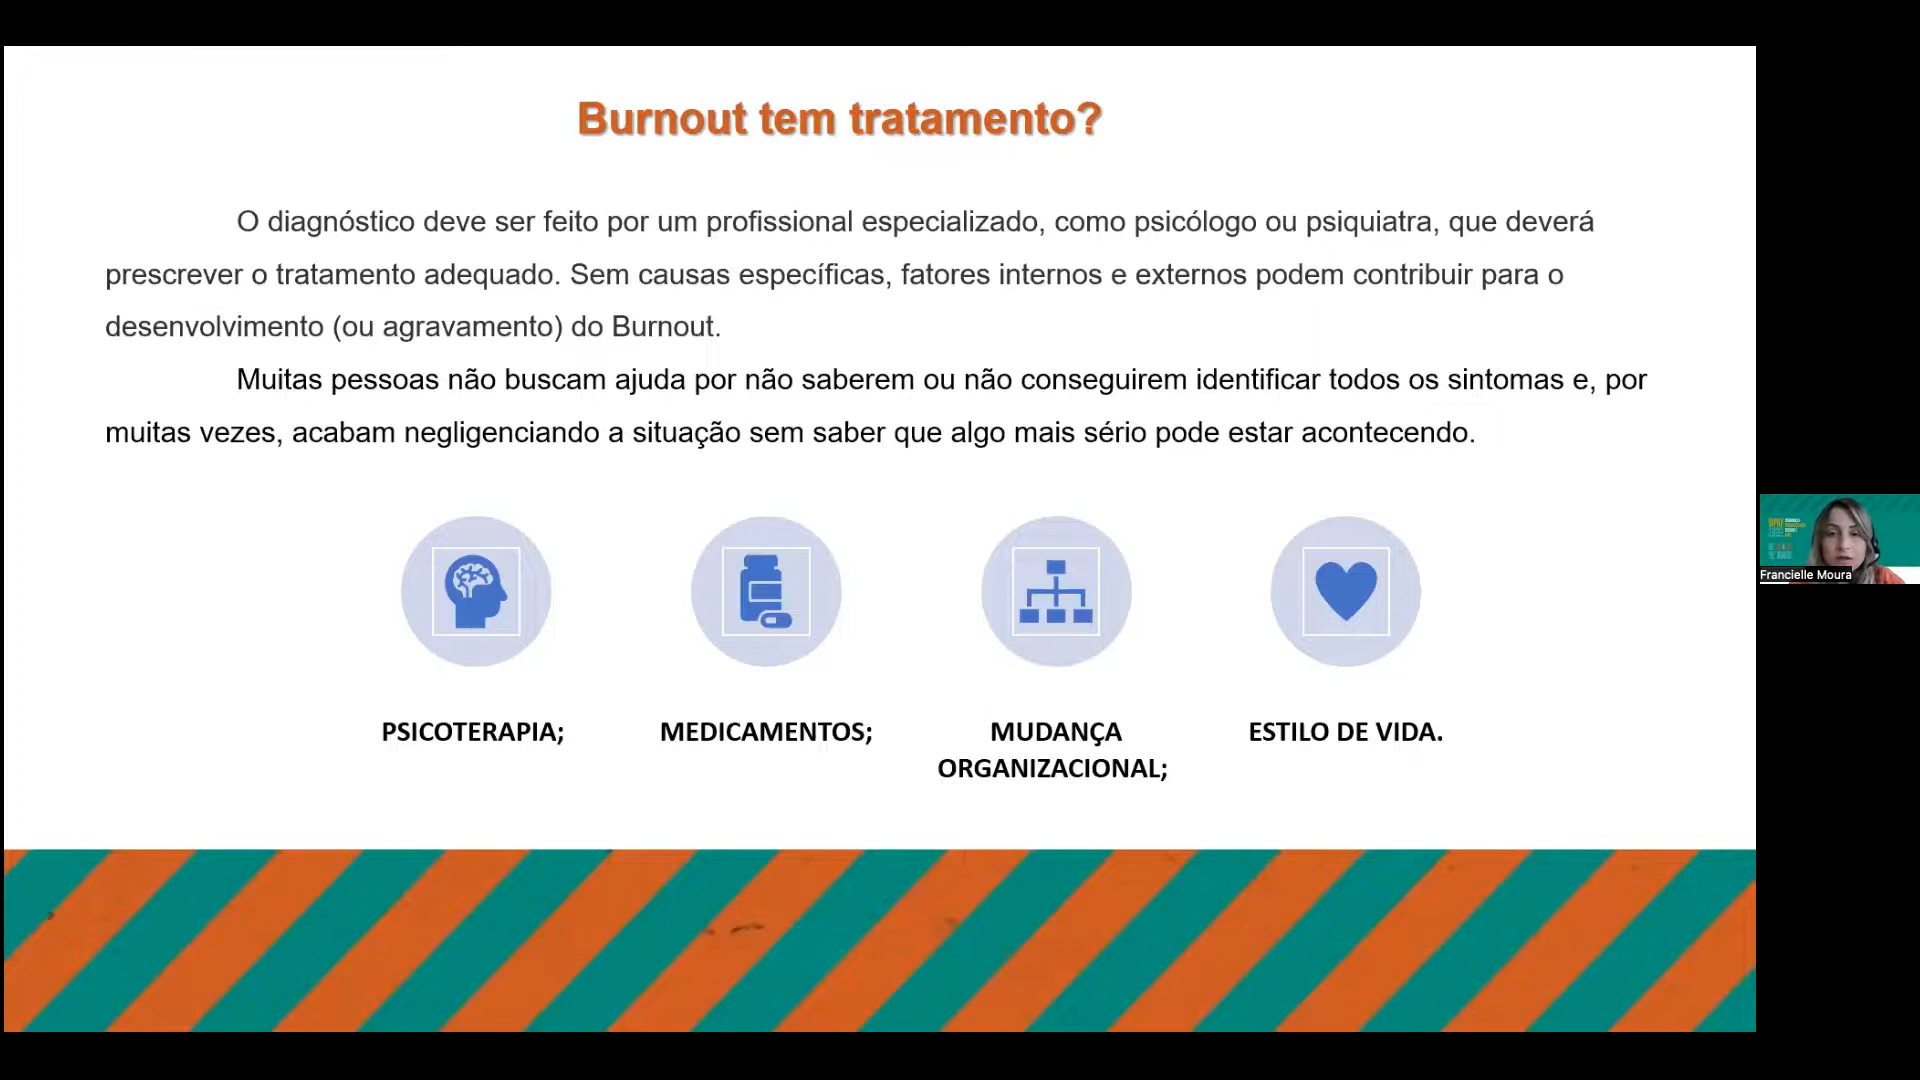 Burnout tem tratamento?
O diagnóstico deve ser feito por um profissional especializado, como psicólogo ou psiquiatra, que deverá
prescrever o tratamento adequado. Sem causas específicas, fatores internos e externos podem contribuir para o
desenvolvimento (ou agravamento) do Burnout.
Muitas pessoas não buscam ajuda por não saberem ou não conseguirem identificar todos os sintomas e, por
muitas vezes, acabam negligenciando a situação sem saber que algo mais sério pode estar acontecendo.
PSICOTERAPIA;
MEDICAMENTOS;
MUDANÇA
ORGANIZACIONAL;
ESTILO DE VIDA.
Francielle Moura